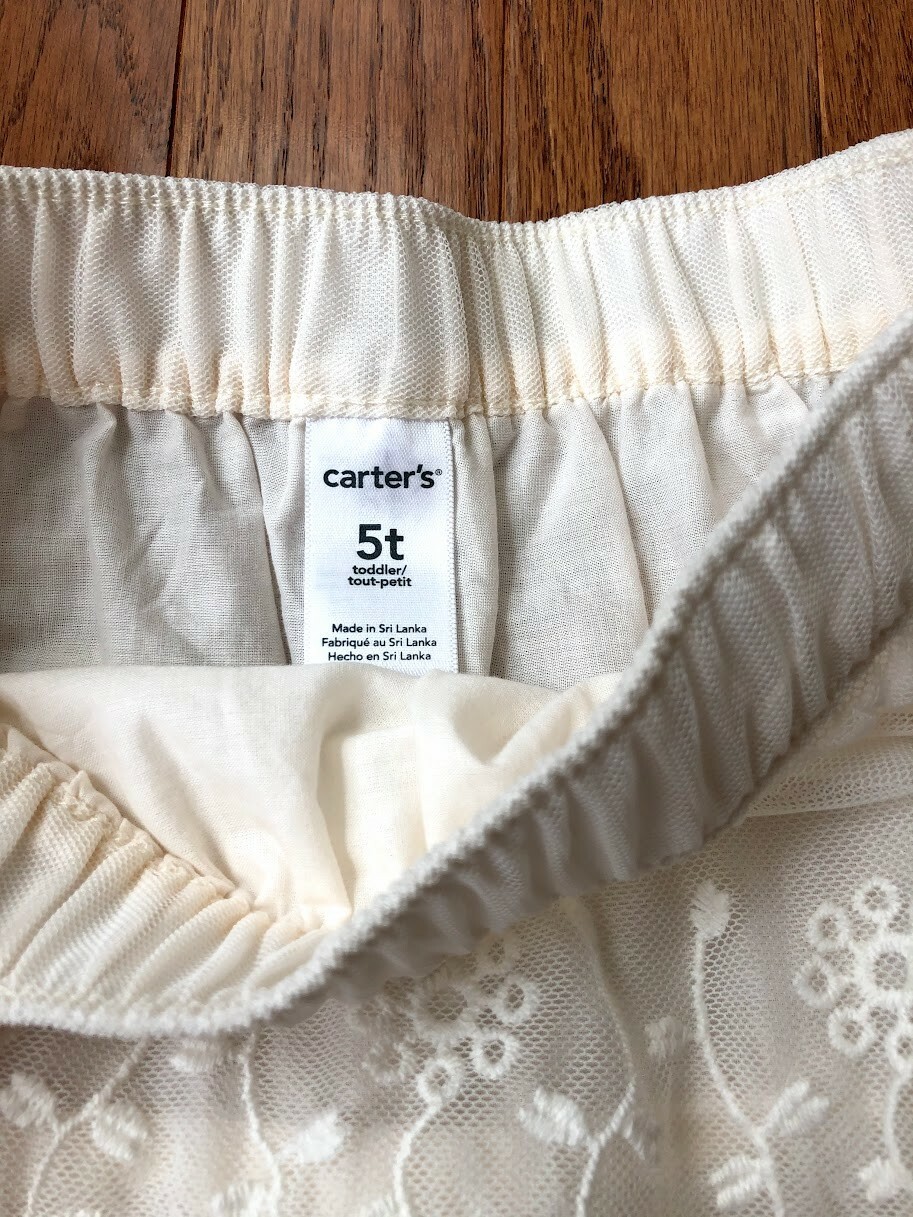 carter's®
5t
toddler/
tout-petit
Made in Sri Lanka
Fabriqué au Sri Lanka
Hecho en Sri Lanka